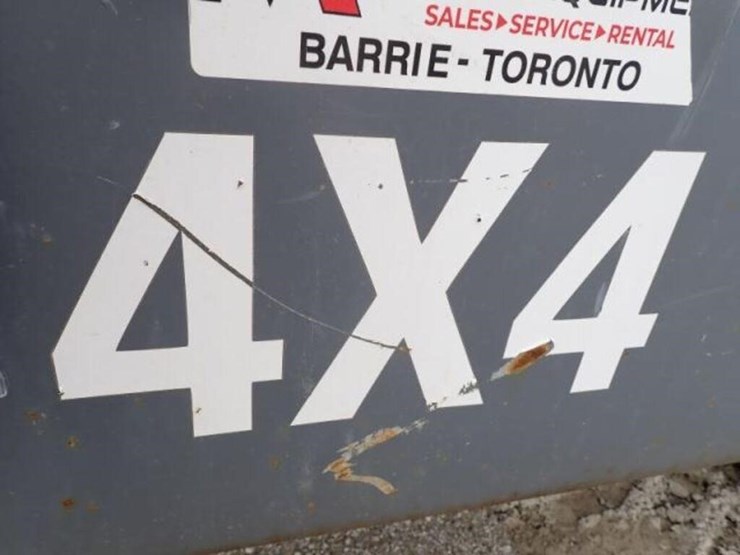 SALES▶SERVICE▶RENTAL
BARRIE - TORONTO
4X4